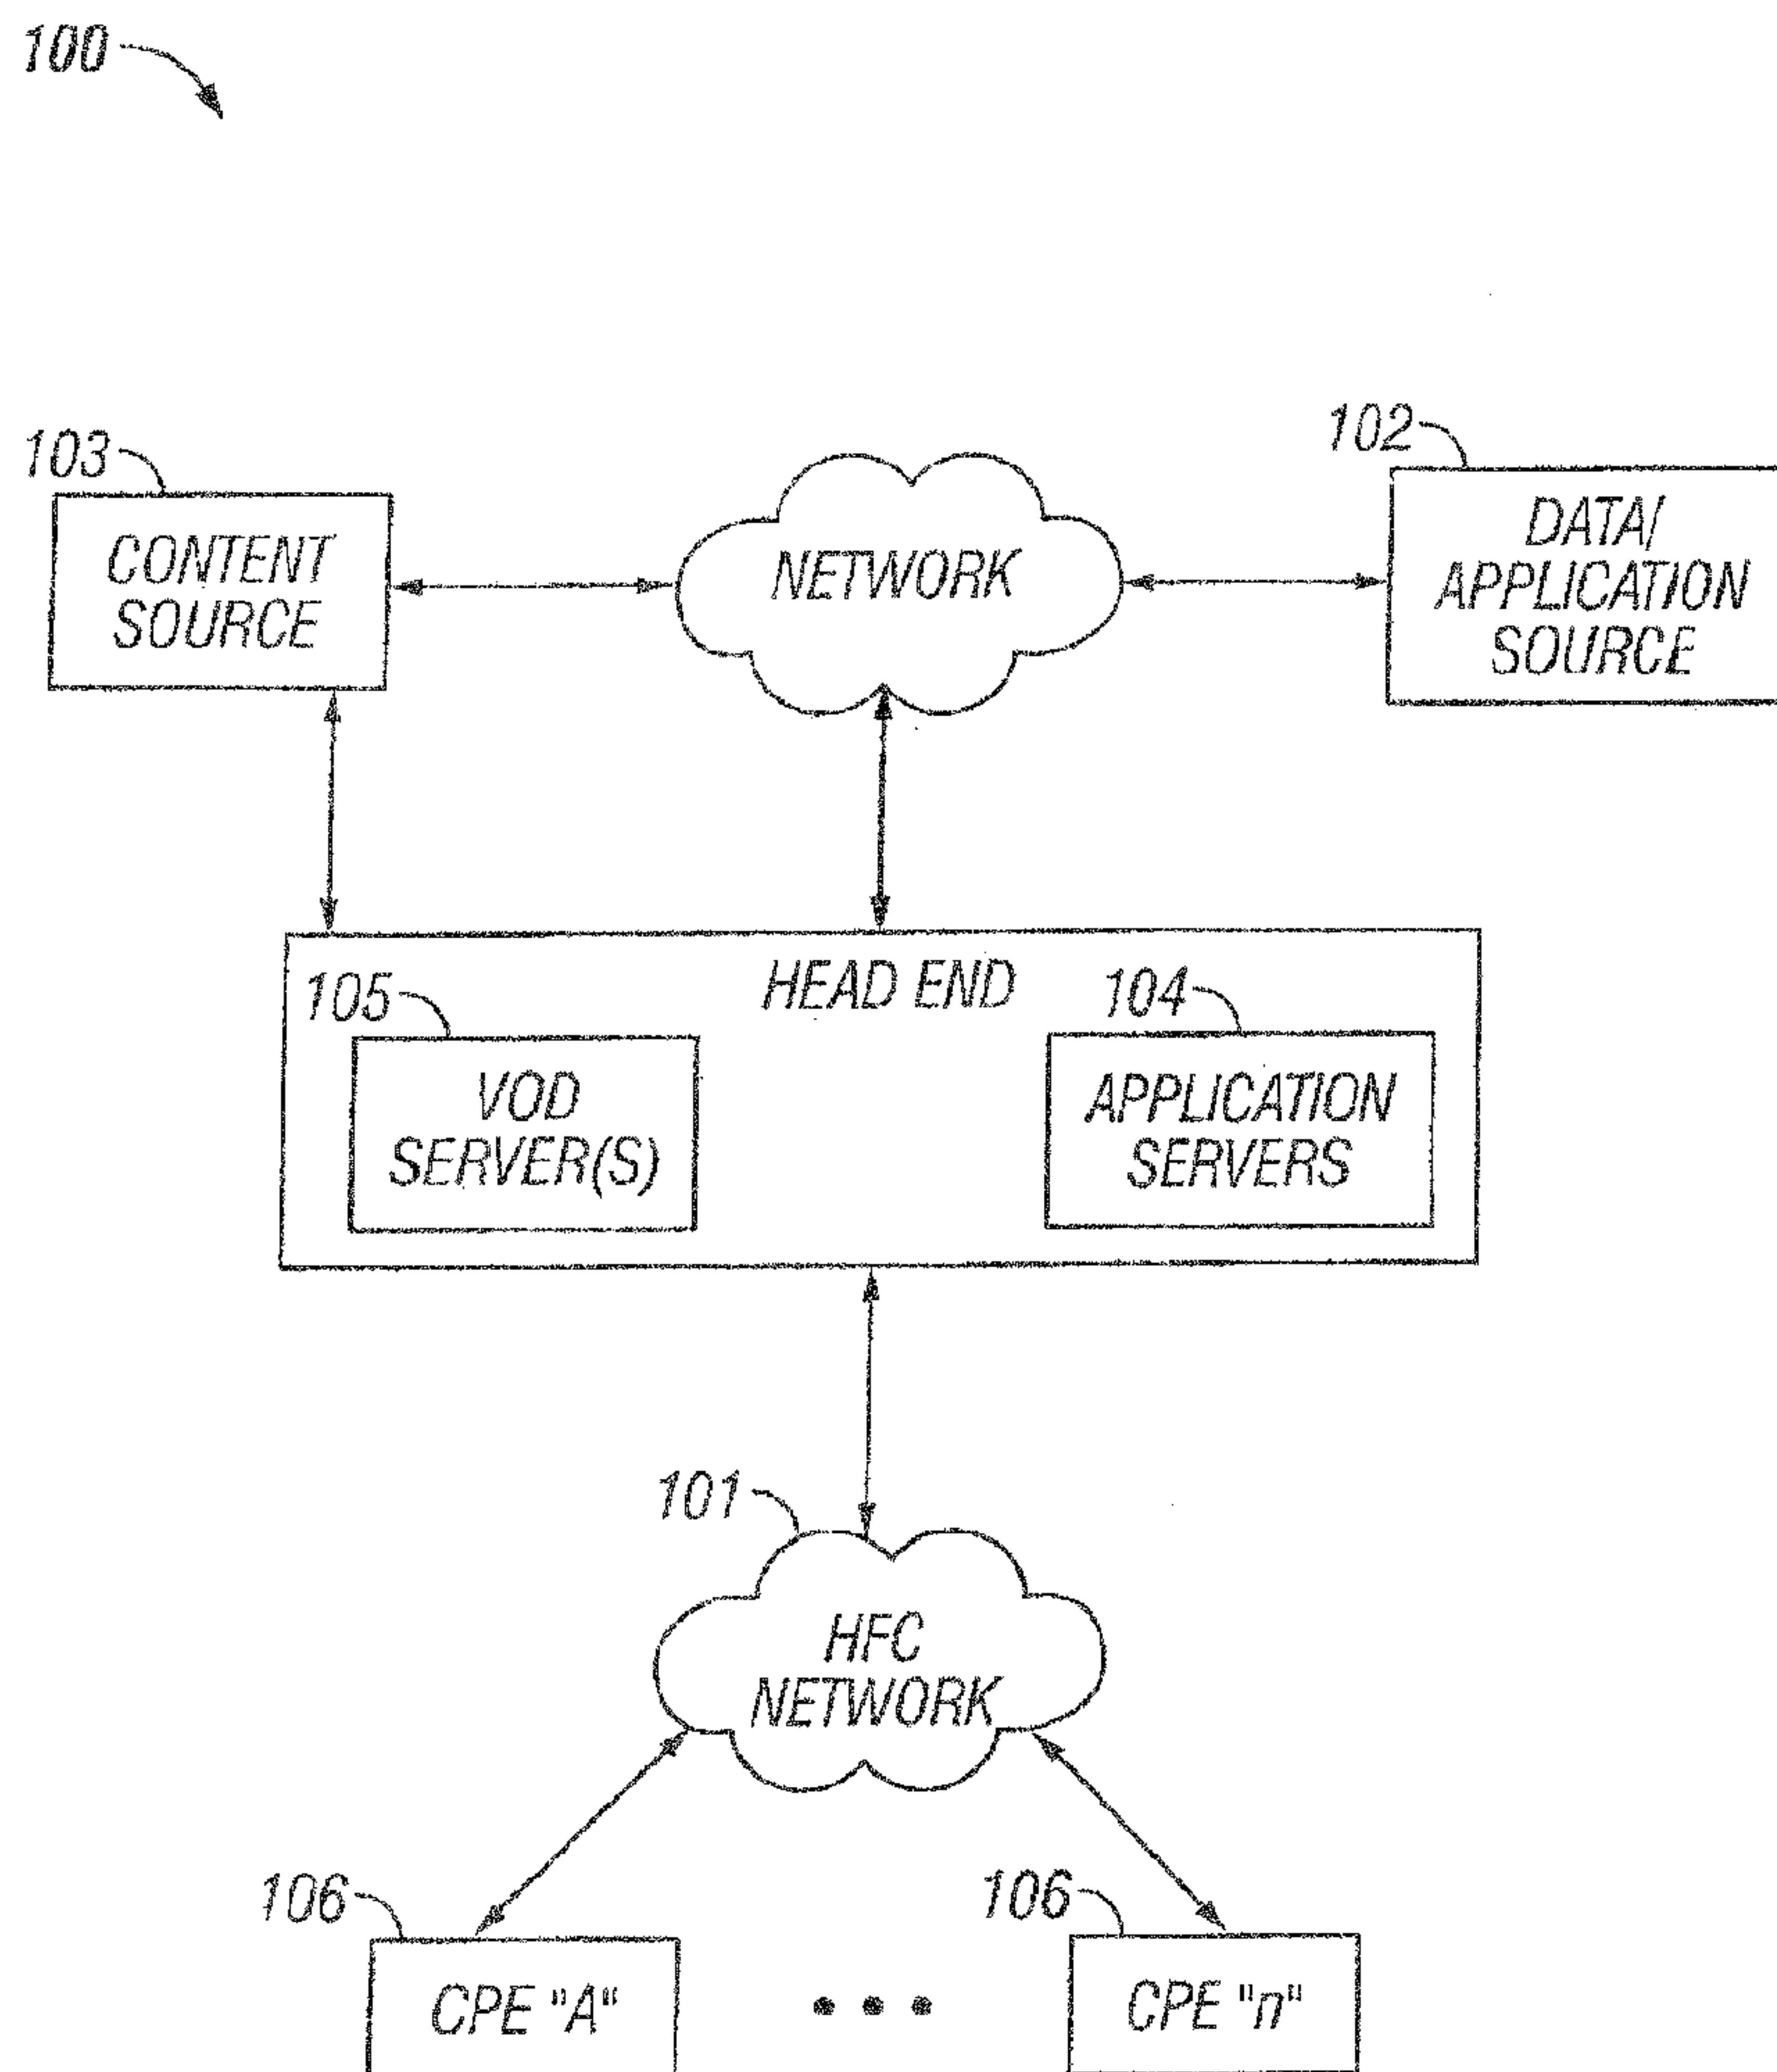 100
103
102
CONTENT
SOURCE
NETWORK
DATA/
APPLICATION
SOURCE
HEAD END
105
104
VOD
SERVER(S)
APPLICATION
SERVERS
101
HFC
NETWORK
106
106
CPE "A"
• • •
CPE "n"